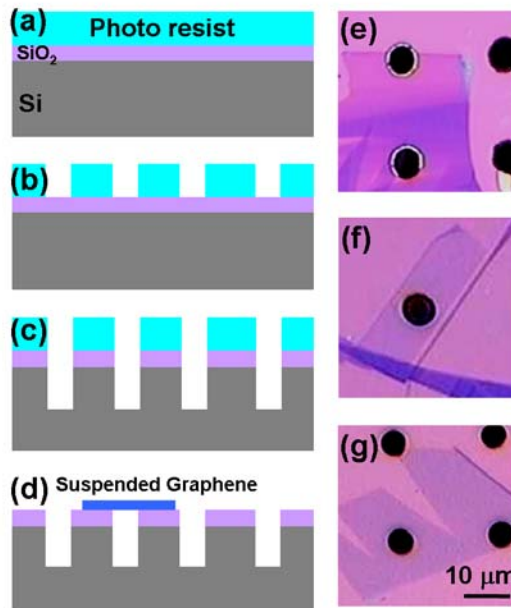 (a)
Photo resist
SiO₂
Si
(b)
(c)
(d)
Suspended Graphene
(e)
(f)
(g)
10 μm